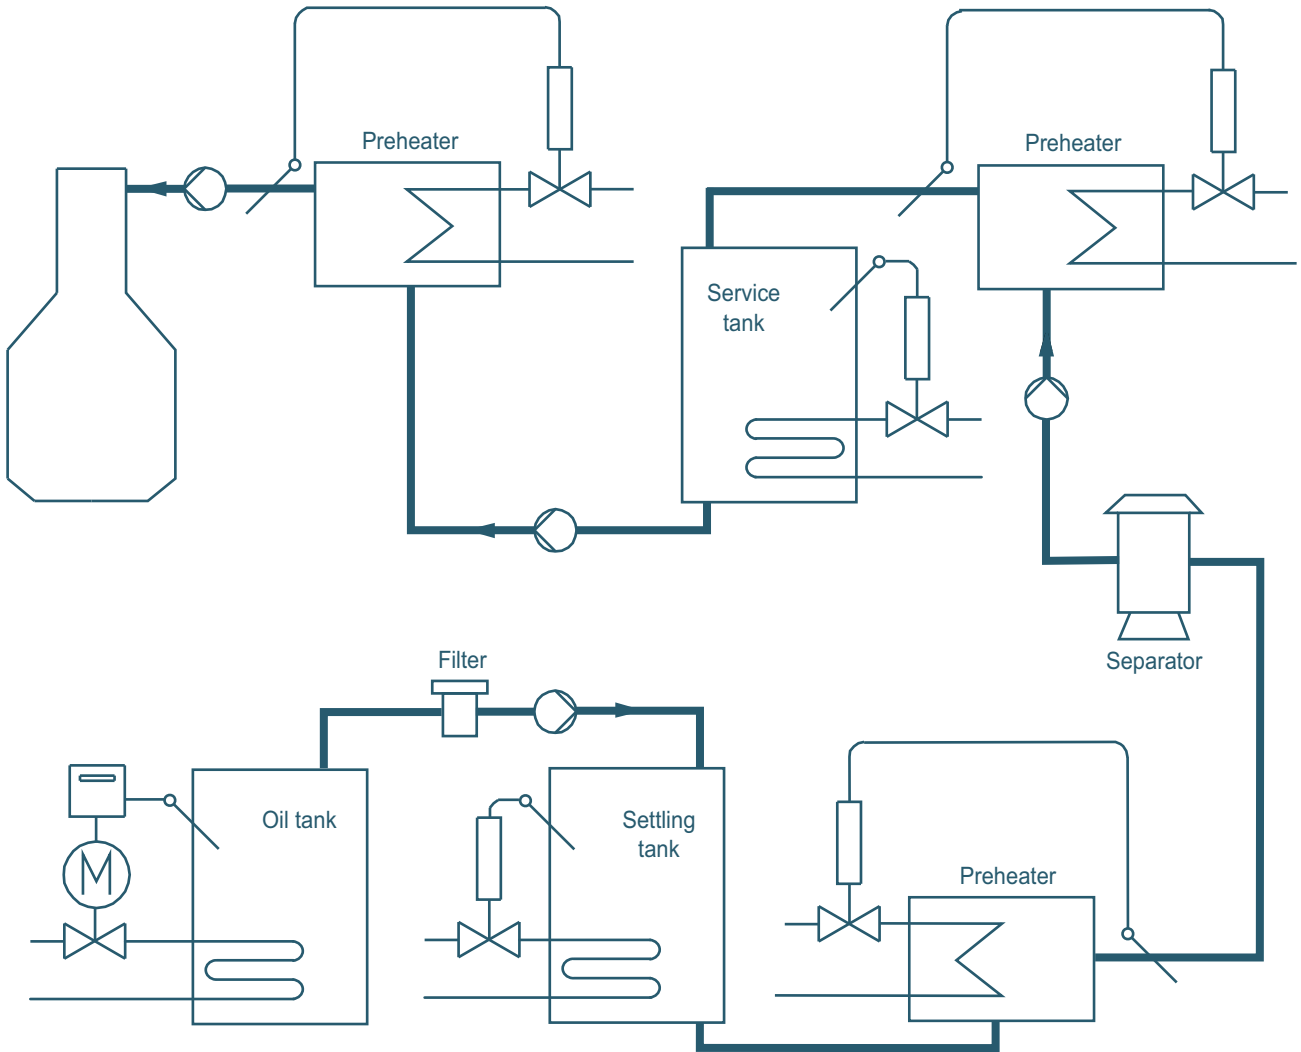 Preheater
Preheater
Service
tank
Separator
Filter
Oil tank
Settling
tank
Preheater
M